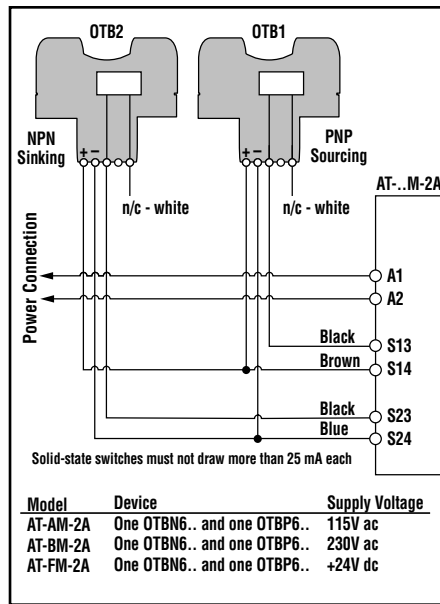 OTB2
OTB1
NPN
Sinking
PNP
Sourcing
+ –
+ –
n/c - white
n/c - white
AT-..M-2A
Power Connection
A1
A2
Black
S13
Brown
S14
Black
S23
Blue
S24
Solid-state switches must not draw more than 25 mA each
Model Device Supply Voltage
AT-AM-2A One OTBN6.. and one OTBP6.. 115V ac
AT-BM-2A One OTBN6.. and one OTBP6.. 230V ac
AT-FM-2A One OTBN6.. and one OTBP6.. +24V dc